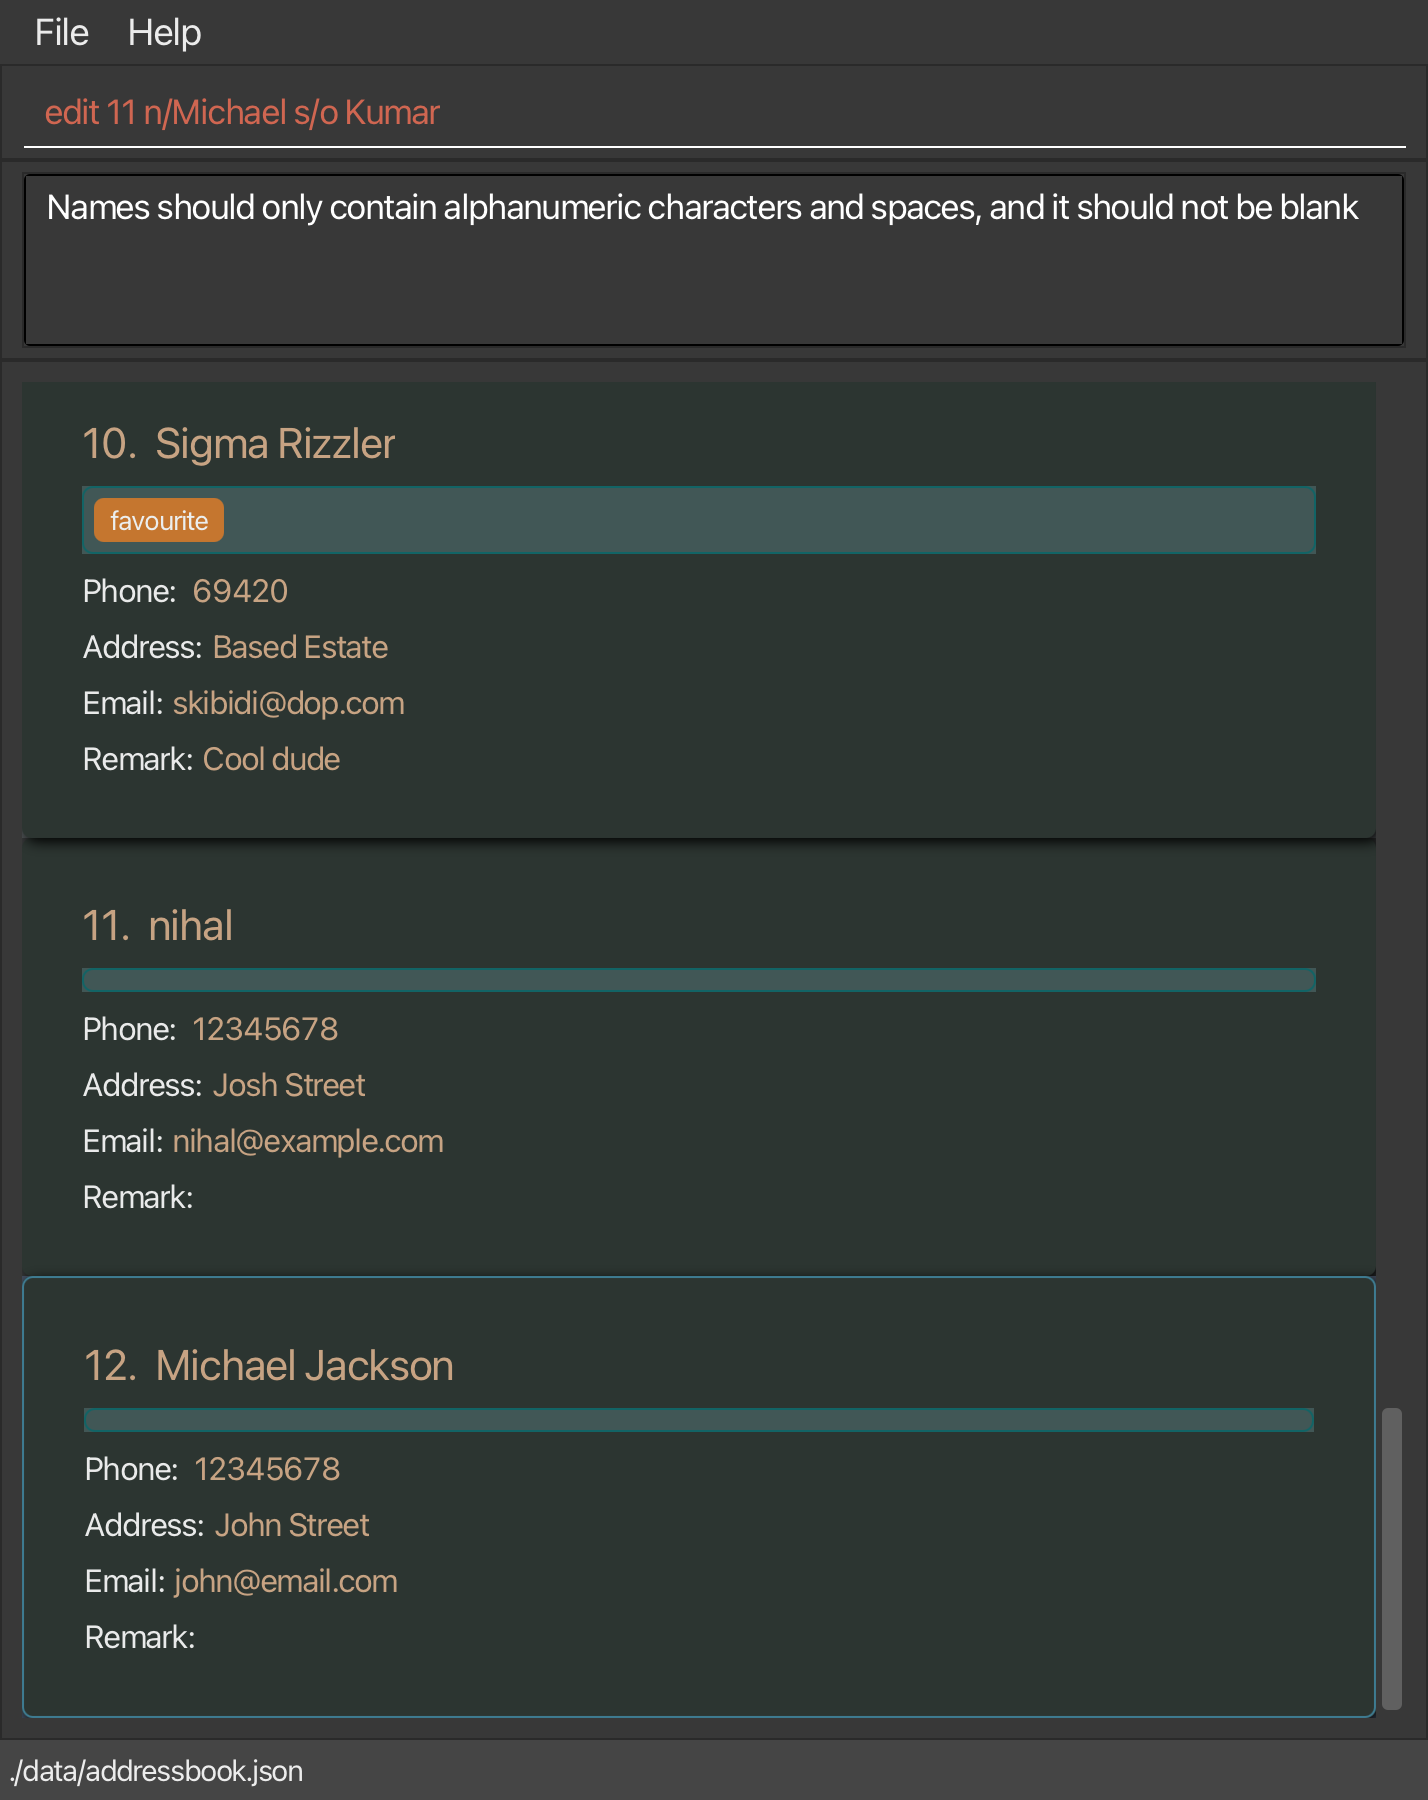 File Help
edit 11 n/Michael s/o Kumar
Names should only contain alphanumeric characters and spaces, and it should not be blank
10. Sigma Rizzler
favourite
Phone: 69420
Address: Based Estate
Email: skibidi@dop.com
Remark: Cool dude
11. nihal
Phone: 12345678
Address: Josh Street
Email: nihal@example.com
Remark:
12. Michael Jackson
Phone: 12345678
Address: John Street
Email: john@email.com
Remark:
./data/addressbook.json